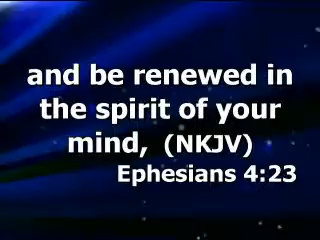 and be renewed in
the spirit of your
mind, (NKJV)
Ephesians 4:23